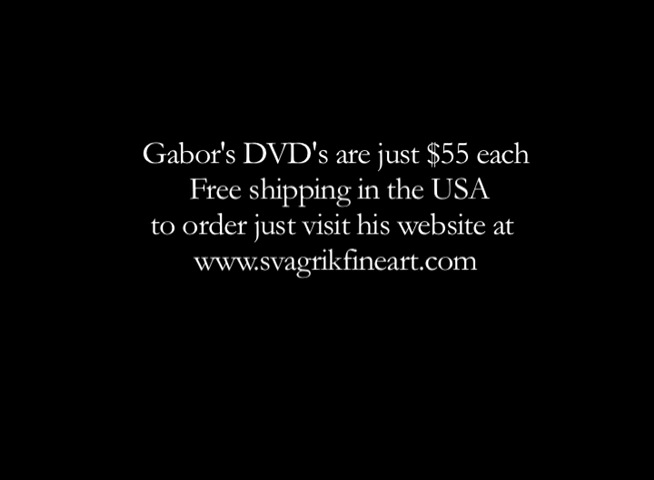 Gabor's DVD's are just $55 each
Free shipping in the USA
to order just visit his website at
www.svagrikfineart.com